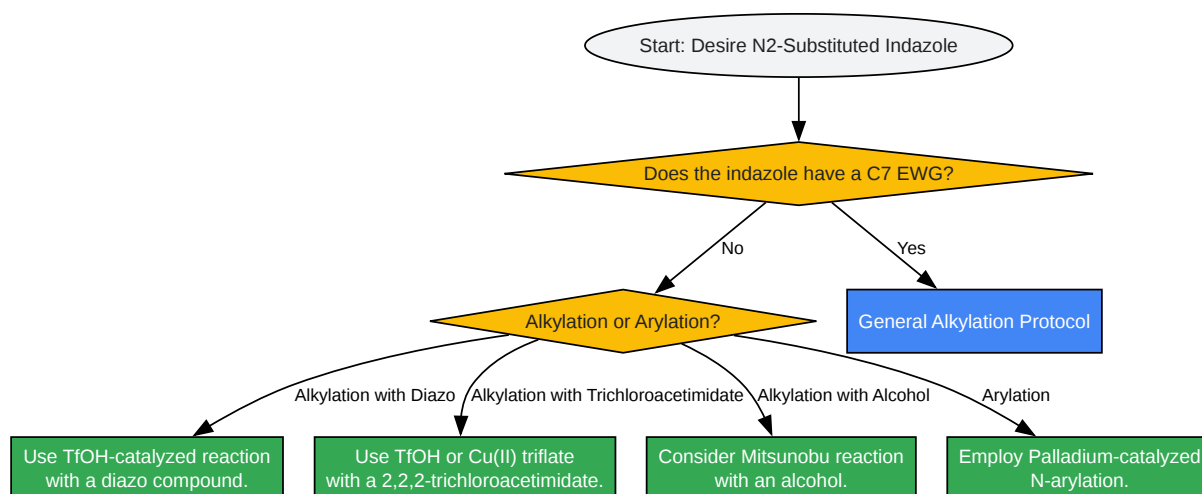 Start: Desire N2-Substituted Indazole
Does the indazole have a C7 EWG?
No
Yes
Alkylation or Arylation?
General Alkylation Protocol
Alkylation with Diazo
Alkylation with Trichloroacetimidate
Alkylation with Alcohol
Arylation
Use TfOH-catalyzed reaction
with a diazo compound.
Use TfOH or Cu(II) triflate
with a 2,2,2-trichloroacetimidate.
Consider Mitsunobu reaction
with an alcohol.
Employ Palladium-catalyzed
N-arylation.